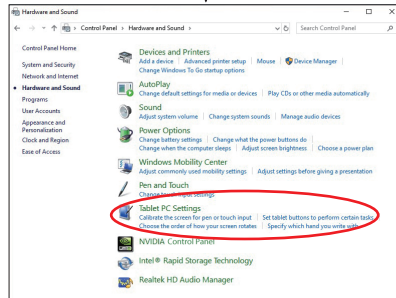 Hardware and Sound
Control Panel › Hardware and Sound
Search Control Panel
Control Panel Home
System and Security
Network and Internet
Hardware and Sound
Programs
User Accounts
Appearance and
Personalization
Clock and Region
Ease of Access
Devices and Printers
Add a device | Advanced printer setup | Mouse | Device Manager
Change Windows To Go startup options
AutoPlay
Change default settings for media or devices | Play CDs or other media automatically
Sound
Adjust system volume | Change system sounds | Manage audio devices
Power Options
Change battery settings | Change what the power buttons do
Change when the computer sleeps | Adjust screen brightness | Choose a power plan
Windows Mobility Center
Adjust commonly used mobility settings | Adjust settings before giving a presentation
Pen and Touch
Change touch input settings
Tablet PC Settings
Calibrate the screen for pen or touch input | Set tablet buttons to perform certain tasks
Choose the order of how your screen rotates | Specify which hand you write with
NVIDIA Control Panel
Intel® Rapid Storage Technology
Realtek HD Audio Manager